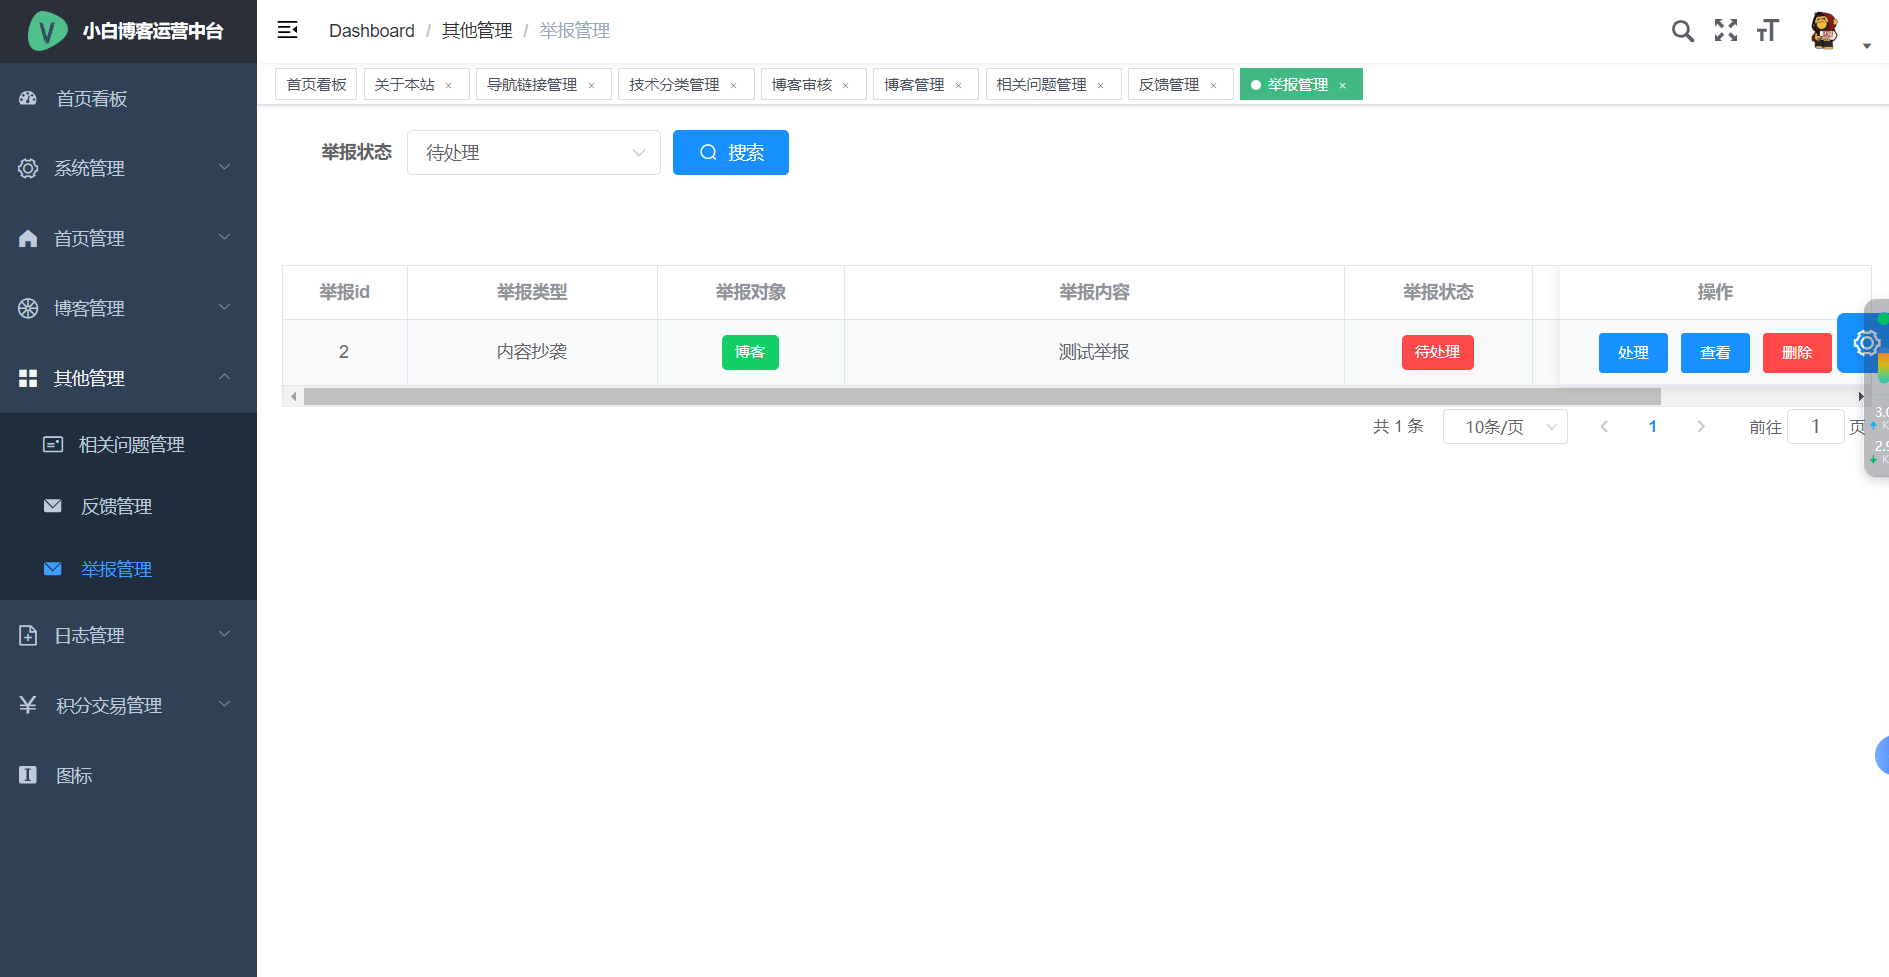 小白博客运营中台
Dashboard / 其他管理 / 举报管理
首页看板 关于本站 × 导航链接管理 × 技术分类管理 × 博客审核 × 博客管理 × 相关问题管理 × 反馈管理 × 举报管理 ×
首页看板
系统管理
首页管理
博客管理
其他管理
相关问题管理
反馈管理
举报管理
日志管理
积分交易管理
图标
举报状态 待处理 搜索
举报id 举报类型 举报对象 举报内容 举报状态 操作
2 内容抄袭 博客 测试举报 待处理 处理 查看 删除
共 1 条 10条/页 1 前往 1 页